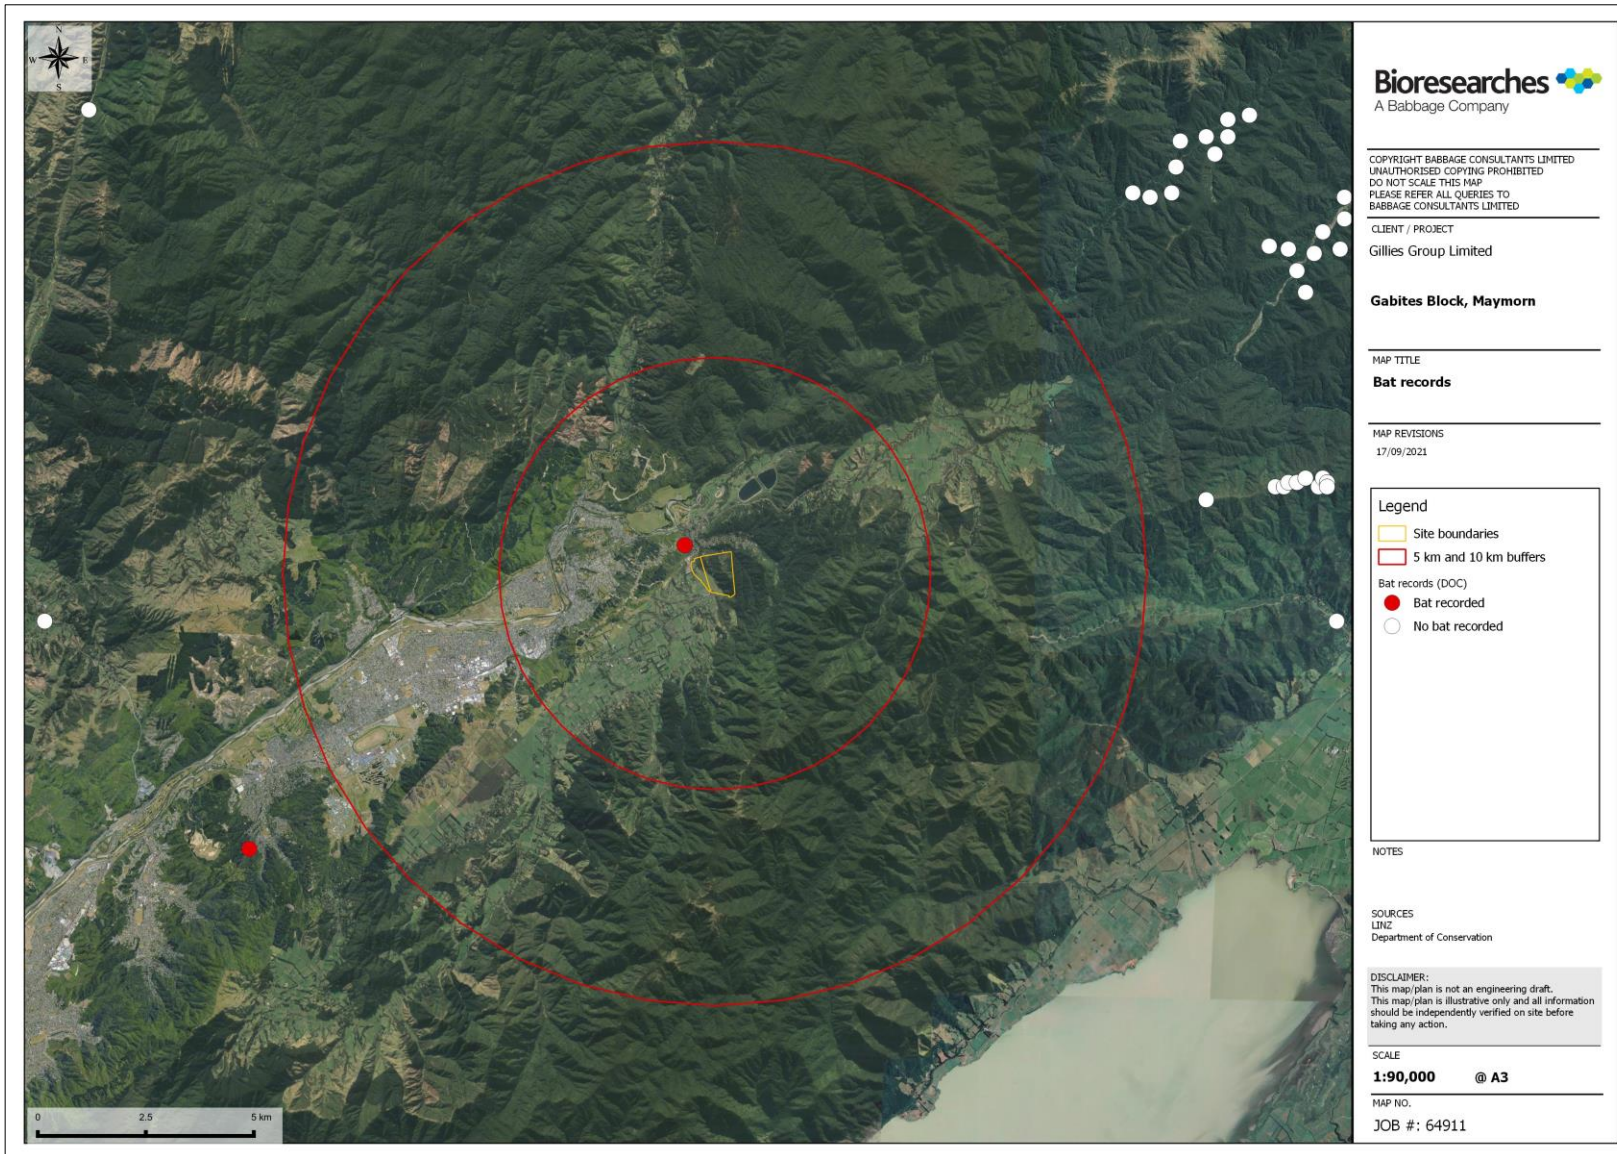 N
W E
S
0 2.5 5 km
Bioresearches
A Babbage Company
COPYRIGHT BABBAGE CONSULTANTS LIMITED
UNAUTHORISED COPYING PROHIBITED
DO NOT SCALE THIS MAP
PLEASE REFER ALL QUERIES TO
BABBAGE CONSULTANTS LIMITED
CLIENT / PROJECT
Gillies Group Limited
Gabites Block, Maymorn
MAP TITLE
Bat records
MAP REVISIONS
17/09/2021
Legend
Site boundaries
5 km and 10 km buffers
Bat records (DOC)
Bat recorded
No bat recorded
NOTES
SOURCES
LINZ
Department of Conservation
DISCLAIMER:
This map/plan is not an engineering draft.
This map/plan is illustrative only and all information
should be independently verified on site before
taking any action.
SCALE
1:90,000 @ A3
MAP NO.
JOB #: 64911